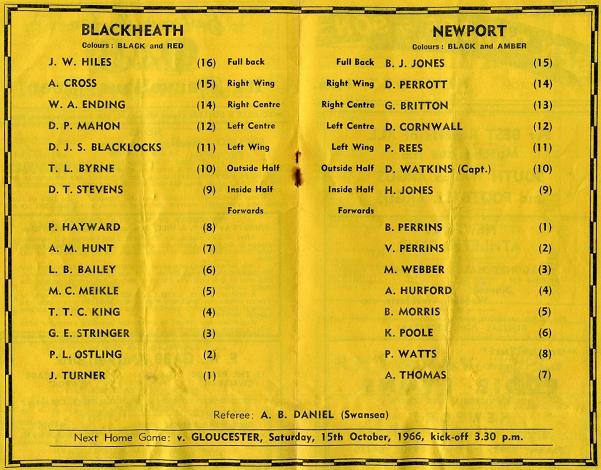 BLACKHEATH
Colours: BLACK and RED
NEWPORT
Colours: BLACK and AMBER
J. W. HILES (16) Full back Full Back B. J. JONES (15)
A. CROSS (15) Right Wing Right Wing D. PERROTT (14)
W. A. ENDING (14) Right Centre Right Centre G. BRITTON (13)
D. P. MAHON (12) Left Centre Left Centre D. CORNWALL (12)
D. J. S. BLACKLOCKS (11) Left Wing Left Wing P. REES (11)
T. L. BYRNE (10) Outside Half Outside Half D. WATKINS (Capt.) (10)
D. T. STEVENS (9) Inside Half Inside Half H. JONES (9)
Forwards Forwards
P. HAYWARD (8) B. PERRINS (1)
A. M. HUNT (7) V. PERRINS (2)
L. B. BAILEY (6) M. WEBBER (3)
M. C. MEIKLE (5) A. HURFORD (4)
T. T. C. KING (4) B. MORRIS (5)
G. E. STRINGER (3) K. POOLE (6)
P. L. OSTLING (2) P. WATTS (8)
J. TURNER (1) A. THOMAS (7)
Referee: A. B. DANIEL (Swansea)
Next Home Game: v. GLOUCESTER, Saturday, 15th October, 1966, kick-off 3.30 p.m.